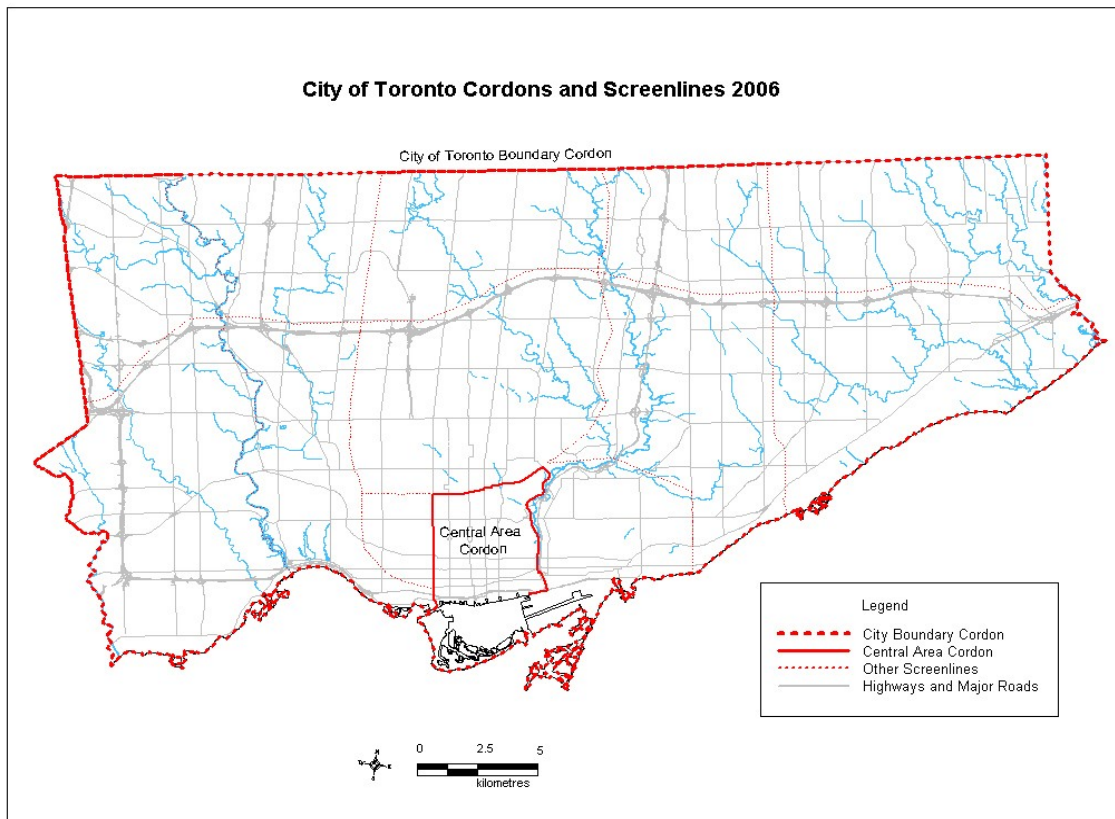 City of Toronto Cordons and Screenlines 2006
City of Toronto Boundary Cordon
Central Area
Cordon
Legend
City Boundary Cordon
Central Area Cordon
Other Screenlines
Highways and Major Roads
0 2.5 5
kilometres